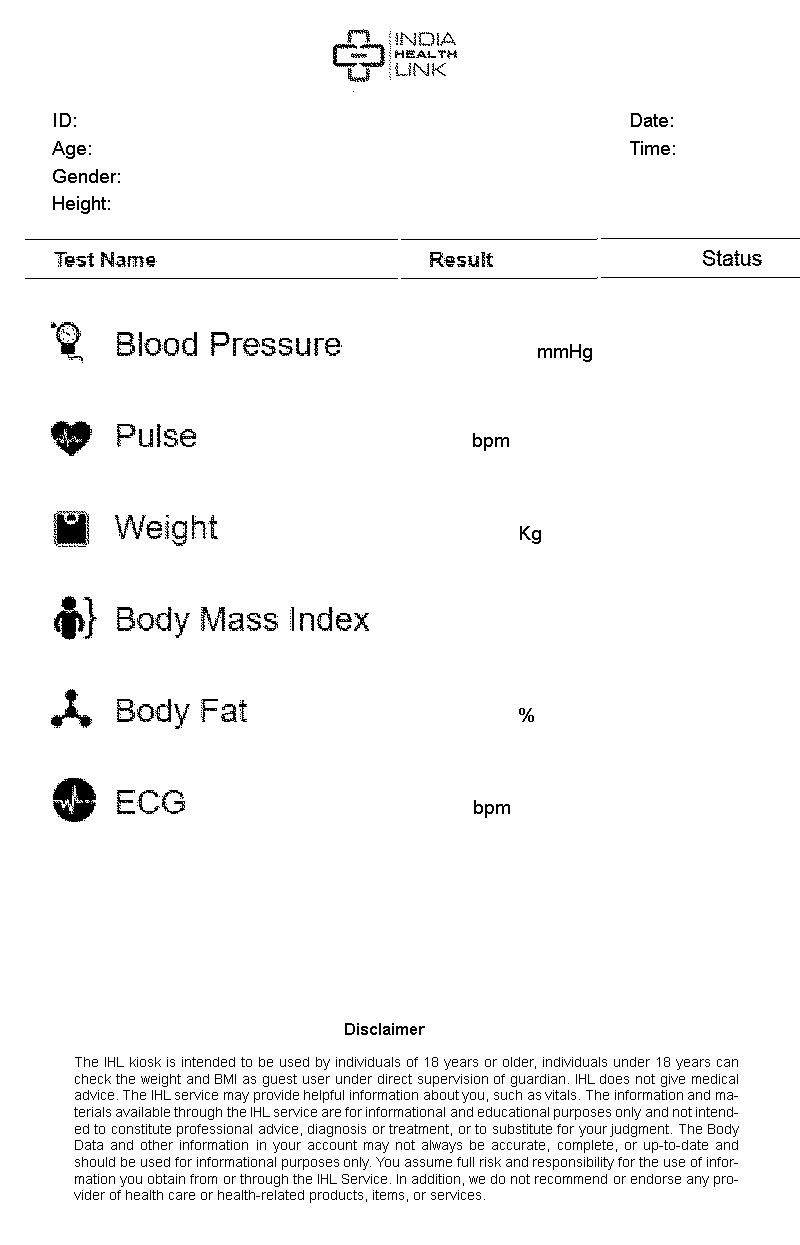 INDIA
HEALTH
LINK
ID:
Date:
Age:
Time:
Gender:
Height:
Test Name Result Status
Blood Pressure mmHg
Pulse bpm
Weight Kg
Body Mass Index
Body Fat %
ECG bpm
Disclaimer
The IHL kiosk is intended to be used by individuals of 18 years or older, individuals under 18 years can
check the weight and BMI as guest user under direct supervision of guardian. IHL does not give medical
advice. The IHL service may provide helpful information about you, such as vitals. The information and ma-
terials available through the IHL service are for informational and educational purposes only and not intend-
ed to constitute professional advice, diagnosis or treatment, or to substitute for your judgment. The Body
Data and other information in your account may not always be accurate, complete, or up-to-date and
should be used for informational purposes only. You assume full risk and responsibility for the use of infor-
mation you obtain from or through the IHL Service. In addition, we do not recommend or endorse any pro-
vider of health care or health-related products, items, or services.